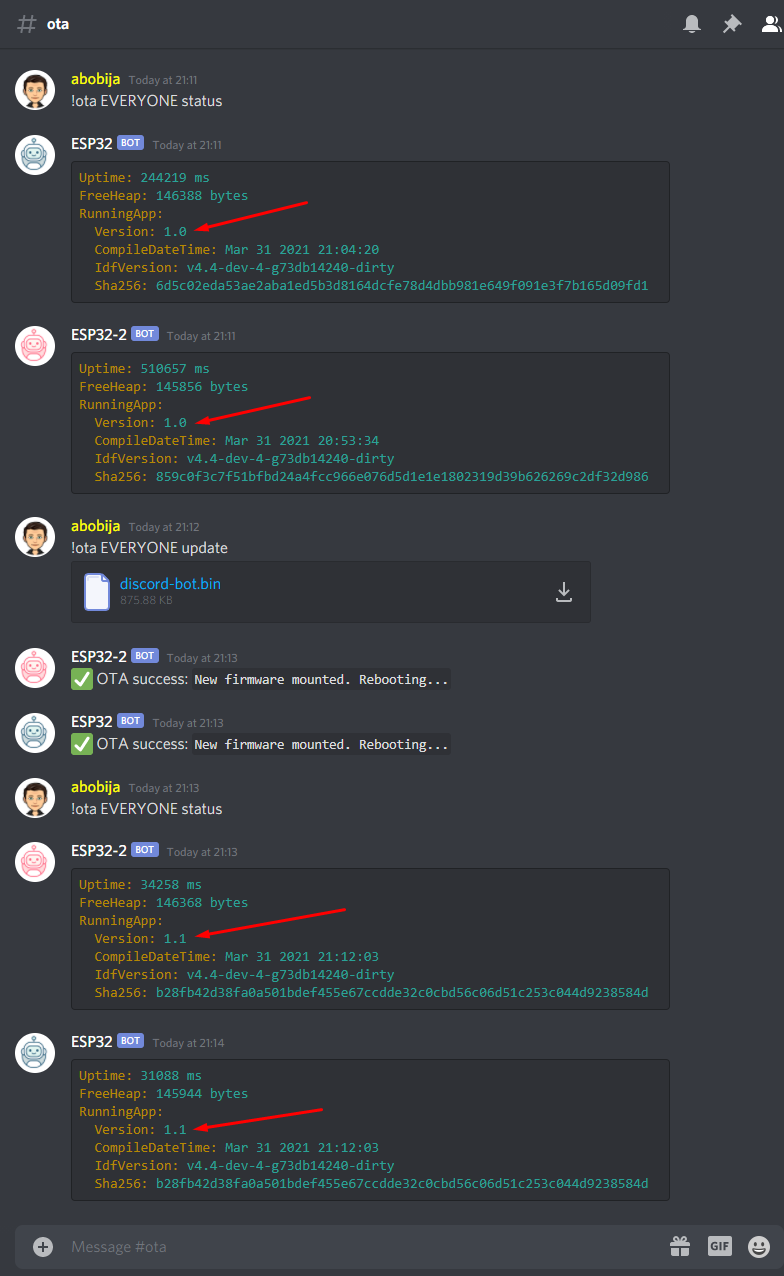 ota
abobija Today at 21:11
!ota EVERYONE status
ESP32 BOT Today at 21:11
Uptime: 244219 ms
FreeHeap: 146388 bytes
RunningApp:
Version: 1.0
CompileDateTime: Mar 31 2021 21:04:20
IdfVersion: v4.4-dev-4-g73db14240-dirty
Sha256: 6d5c02eda53ae2aba1ed5b3d8164dcfe78d4dbb981e649f091e3f7b165d09fd1
ESP32-2 BOT Today at 21:11
Uptime: 510657 ms
FreeHeap: 145856 bytes
RunningApp:
Version: 1.0
CompileDateTime: Mar 31 2021 20:53:34
IdfVersion: v4.4-dev-4-g73db14240-dirty
Sha256: 859c0f3c7f51bfbd24a4fcc966e076d5d1e1e1802319d39b626269c2df32d986
abobija Today at 21:12
!ota EVERYONE update
discord-bot.bin
875.88 KB
ESP32-2 BOT Today at 21:13
OTA success: New firmware mounted. Rebooting...
ESP32 BOT Today at 21:13
OTA success: New firmware mounted. Rebooting...
abobija Today at 21:13
!ota EVERYONE status
ESP32-2 BOT Today at 21:13
Uptime: 34258 ms
FreeHeap: 146368 bytes
RunningApp:
Version: 1.1
CompileDateTime: Mar 31 2021 21:12:03
IdfVersion: v4.4-dev-4-g73db14240-dirty
Sha256: b28fb42d38fa0a501bdef455e67ccdde32c0cbd56c06d51c253c044d9238584d
ESP32 BOT Today at 21:14
Uptime: 31088 ms
FreeHeap: 145944 bytes
RunningApp:
Version: 1.1
CompileDateTime: Mar 31 2021 21:12:03
IdfVersion: v4.4-dev-4-g73db14240-dirty
Sha256: b28fb42d38fa0a501bdef455e67ccdde32c0cbd56c06d51c253c044d9238584d
Message #ota
GIF